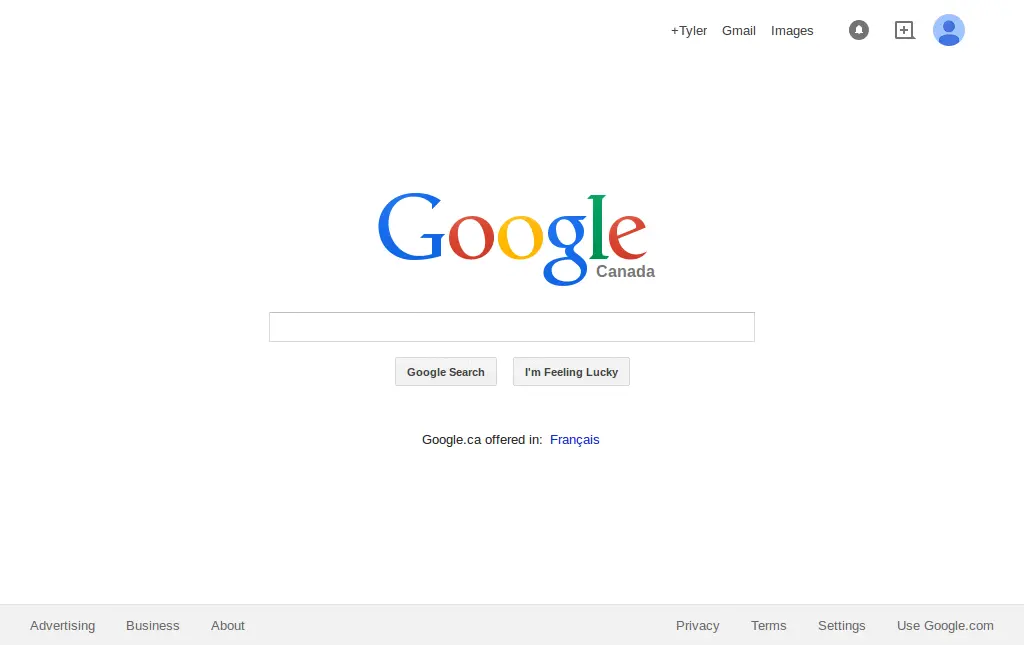 +Tyler Gmail Images
Google
Canada
Google Search I'm Feeling Lucky
Google.ca offered in: Français
Advertising Business About Privacy Terms Settings Use Google.com